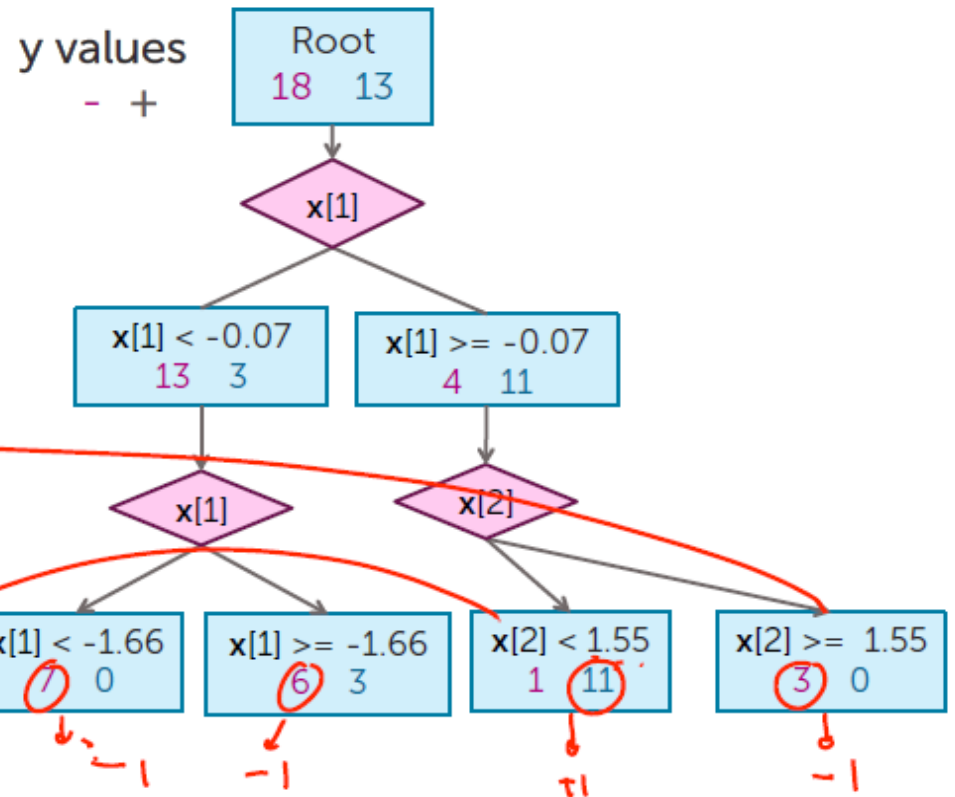 y values
- +
Root
18 13
x[1]
x[1] < -0.07
13 3
x[1] >= -0.07
4 11
x[1]
x[2]
x[1] < -1.66
7 0
x[1] >= -1.66
6 3
x[2] < 1.55
1 11
x[2] >= 1.55
3 0
-1
-1
+1
-1